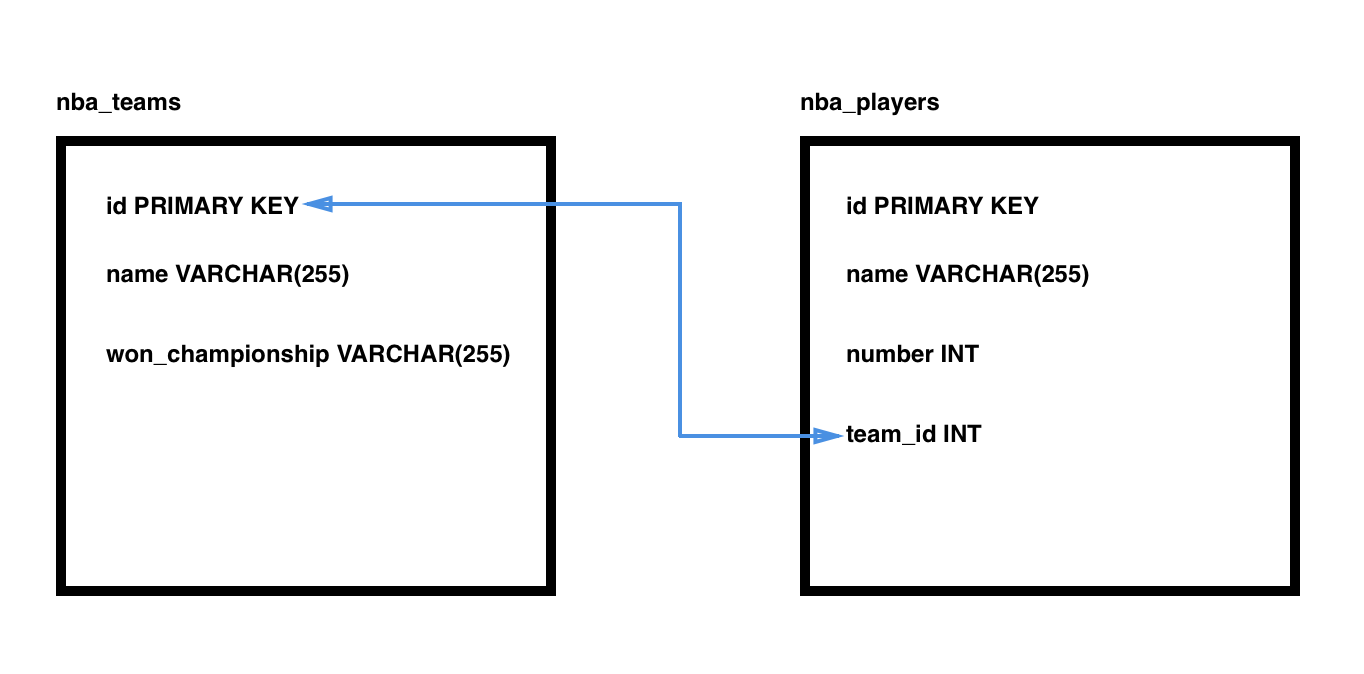 nba_teams
id PRIMARY KEY
name VARCHAR(255)
won_championship VARCHAR(255)
nba_players
id PRIMARY KEY
name VARCHAR(255)
number INT
team_id INT